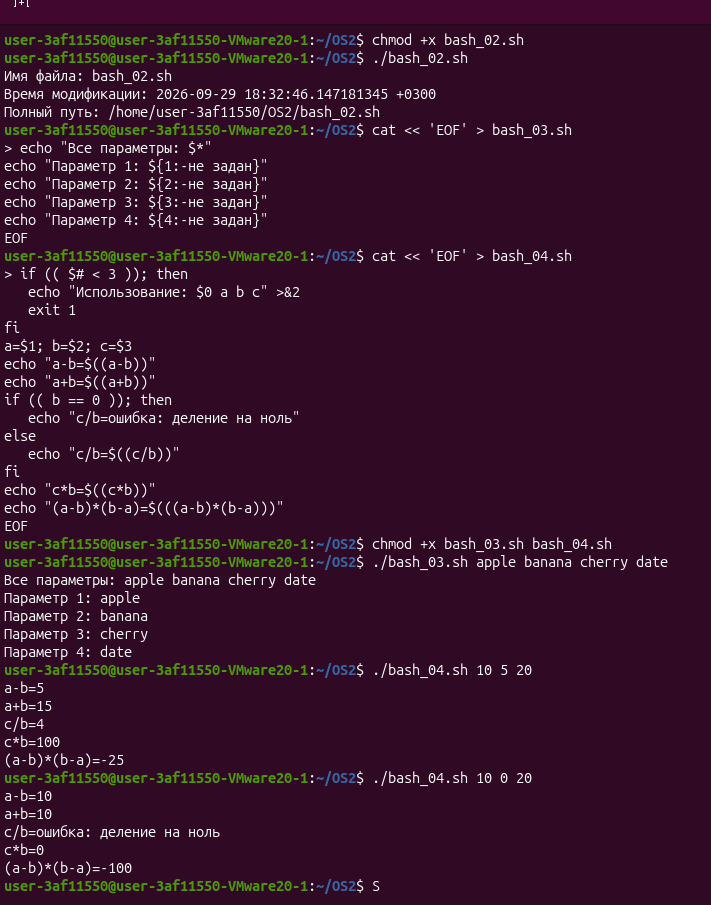 ]+[
user-3af11550@user-3af11550-VMware20-1:~/OS2$ chmod +x bash_02.sh
user-3af11550@user-3af11550-VMware20-1:~/OS2$ ./bash_02.sh
Имя файла: bash_02.sh
Время модификации: 2026-09-29 18:32:46.147181345 +0300
Полный путь: /home/user-3af11550/OS2/bash_02.sh
user-3af11550@user-3af11550-VMware20-1:~/OS2$ cat << 'EOF' > bash_03.sh
> echo "Все параметры: $*"
echo "Параметр 1: ${1:-не задан}"
echo "Параметр 2: ${2:-не задан}"
echo "Параметр 3: ${3:-не задан}"
echo "Параметр 4: ${4:-не задан}"
EOF
user-3af11550@user-3af11550-VMware20-1:~/OS2$ cat << 'EOF' > bash_04.sh
> if (( $# < 3 )); then
   echo "Использование: $0 a b c" >&2
   exit 1
fi
a=$1; b=$2; c=$3
echo "a-b=$((a-b))"
echo "a+b=$((a+b))"
if (( b == 0 )); then
   echo "c/b=ошибка: деление на ноль"
else
   echo "c/b=$((c/b))"
fi
echo "c*b=$((c*b))"
echo "(a-b)*(b-a)=$(((a-b)*(b-a)))"
EOF
user-3af11550@user-3af11550-VMware20-1:~/OS2$ chmod +x bash_03.sh bash_04.sh
user-3af11550@user-3af11550-VMware20-1:~/OS2$ ./bash_03.sh apple banana cherry date
Все параметры: apple banana cherry date
Параметр 1: apple
Параметр 2: banana
Параметр 3: cherry
Параметр 4: date
user-3af11550@user-3af11550-VMware20-1:~/OS2$ ./bash_04.sh 10 5 20
a-b=5
a+b=15
c/b=4
c*b=100
(a-b)*(b-a)=-25
user-3af11550@user-3af11550-VMware20-1:~/OS2$ ./bash_04.sh 10 0 20
a-b=10
a+b=10
c/b=ошибка: деление на ноль
c*b=0
(a-b)*(b-a)=-100
user-3af11550@user-3af11550-VMware20-1:~/OS2$ S